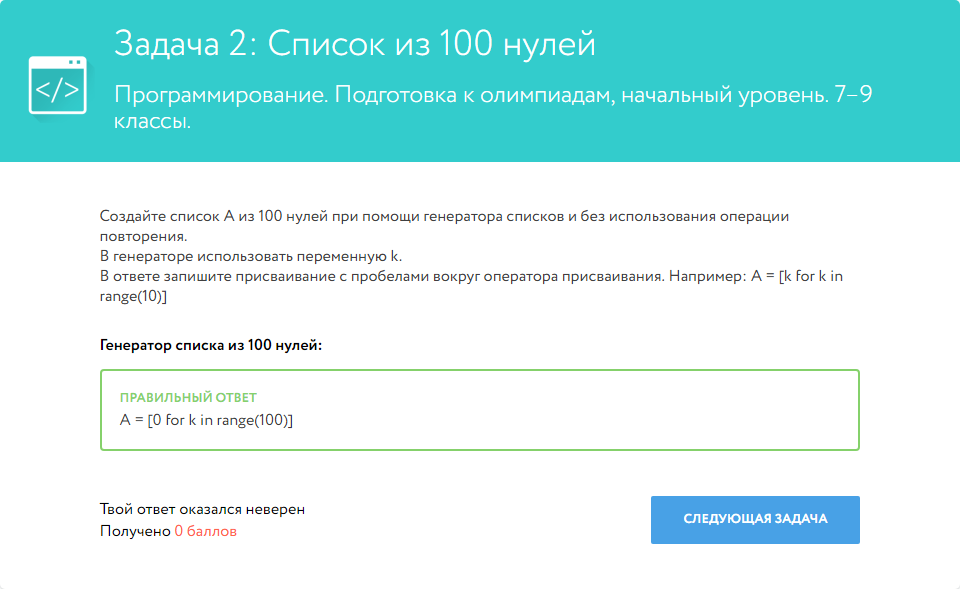 Задача 2: Список из 100 нулей
</>
Программирование. Подготовка к олимпиадам, начальный уровень. 7–9
классы.
Создайте список А из 100 нулей при помощи генератора списков и без использования операции
повторения.
В генераторе использовать переменную k.
В ответе запишите присваивание с пробелами вокруг оператора присваивания. Например: A = [k for k in
range(10)]
Генератор списка из 100 нулей:
ПРАВИЛЬНЫЙ ОТВЕТ
A = [0 for k in range(100)]
Твой ответ оказался неверен
Получено 0 баллов
СЛЕДУЮЩАЯ ЗАДАЧА